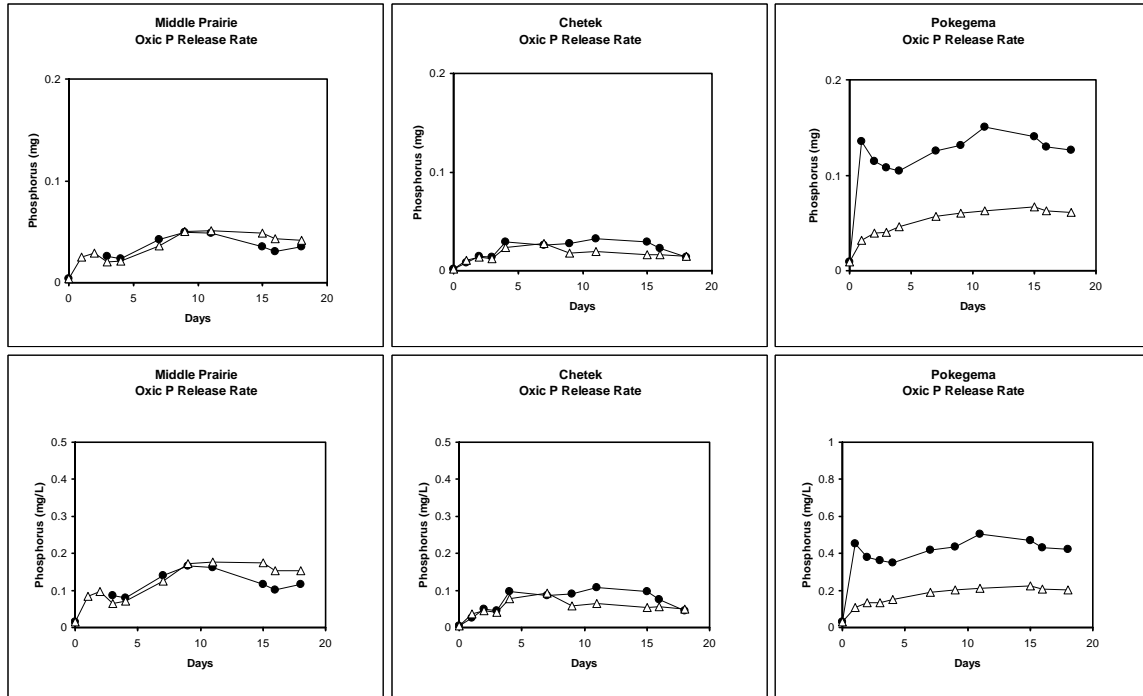 Middle Prairie
Oxic P Release Rate
0.2
0.1
0
Phosphorus (mg)
0 5 10 15 20
Days
Chetek
Oxic P Release Rate
0.2
0.1
0
Phosphorus (mg)
0 5 10 15 20
Days
Pokegema
Oxic P Release Rate
0.2
0.1
0
Phosphorus (mg)
0 5 10 15 20
Days
Middle Prairie
Oxic P Release Rate
0.5
0.4
0.3
0.2
0.1
0
Phosphorus (mg/L)
0 5 10 15 20
Days
Chetek
Oxic P Release Rate
0.5
0.4
0.3
0.2
0.1
0
Phosphorus (mg/L)
0 5 10 15 20
Days
Pokegema
Oxic P Release Rate
1
0.8
0.6
0.4
0.2
0
Phosphorus (mg/L)
0 5 10 15 20
Days